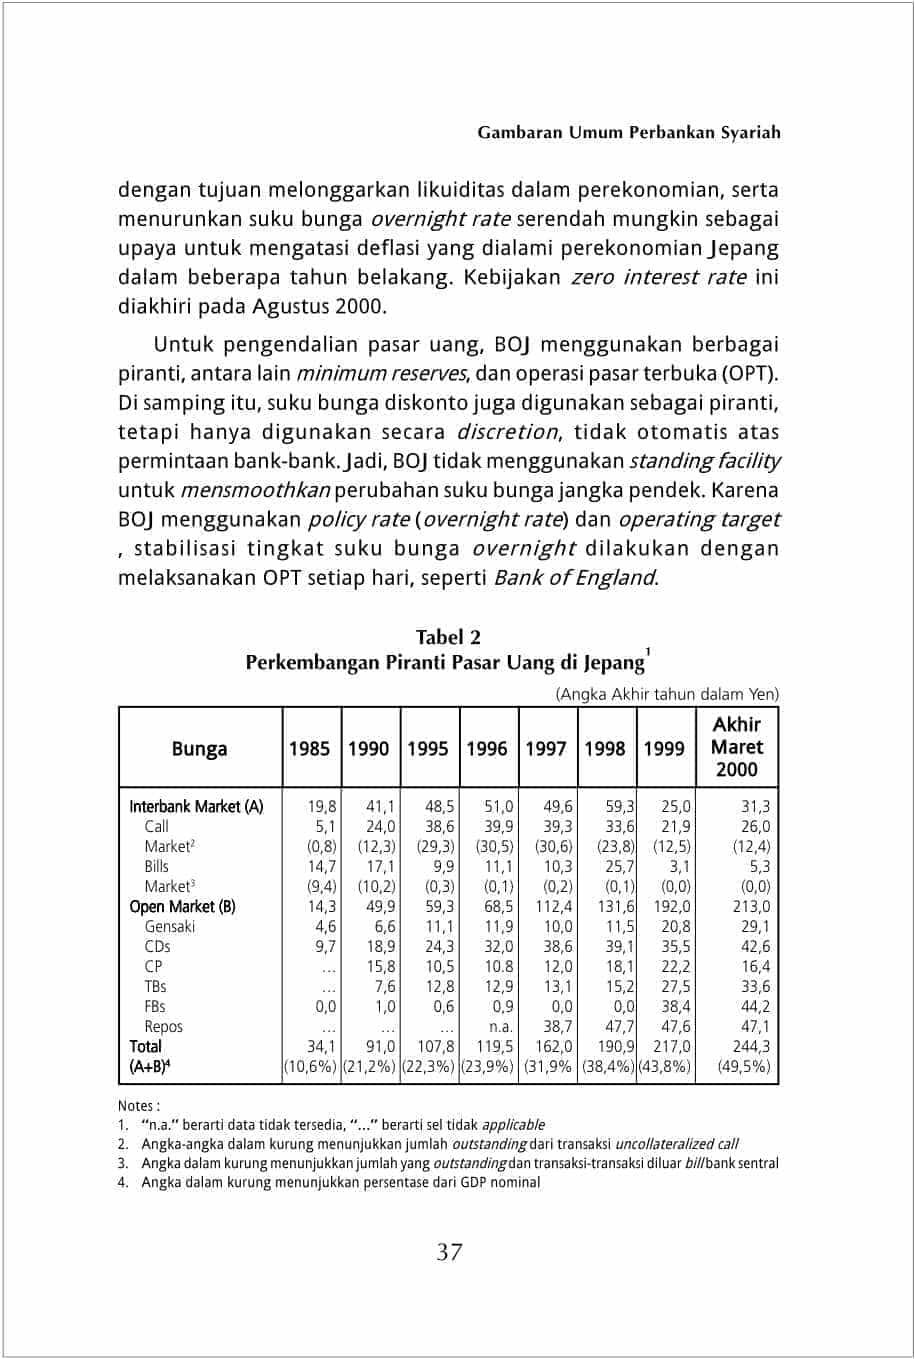 Gambaran Umum Perbankan Syariah
dengan tujuan melonggarkan likuiditas dalam perekonomian, serta
menurunkan suku bunga overnight rate serendah mungkin sebagai
upaya untuk mengatasi deflasi yang dialami perekonomian Jepang
dalam beberapa tahun belakang. Kebijakan zero interest rate ini
diakhiri pada Agustus 2000.
Untuk pengendalian pasar uang, BOJ menggunakan berbagai
piranti, antara lain minimum reserves, dan operasi pasar terbuka (OPT).
Di samping itu, suku bunga diskonto juga digunakan sebagai piranti,
tetapi hanya digunakan secara discretion, tidak otomatis atas
permintaan bank-bank. Jadi, BOJ tidak menggunakan standing facility
untuk mensmoothkan perubahan suku bunga jangka pendek. Karena
BOJ menggunakan policy rate (overnight rate) dan operating target
, stabilisasi tingkat suku bunga overnight dilakukan dengan
melaksanakan OPT setiap hari, seperti Bank of England.
Tabel 2
Perkembangan Piranti Pasar Uang di Jepang1
(Angka Akhir tahun dalam Yen)
Bunga 1985 1990 1995 1996 1997 1998 1999 Akhir Maret 2000
Interbank Market (A) 19,8 41,1 48,5 51,0 49,6 59,3 25,0 31,3
Call 5,1 24,0 38,6 39,9 39,3 33,6 21,9 26,0
Market2 (0,8) (12,3) (29,3) (30,5) (30,6) (23,8) (12,5) (12,4)
Bills 14,7 17,1 9,9 11,1 10,3 25,7 3,1 5,3
Market3 (9,4) (10,2) (0,3) (0,1) (0,2) (0,1) (0,0) (0,0)
Open Market (B) 14,3 49,9 59,3 68,5 112,4 131,6 192,0 213,0
Gensaki 4,6 6,6 11,1 11,9 10,0 11,5 20,8 29,1
CDs 9,7 18,9 24,3 32,0 38,6 39,1 35,5 42,6
CP ... 15,8 10,5 10.8 12,0 18,1 22,2 16,4
TBs ... 7,6 12,8 12,9 13,1 15,2 27,5 33,6
FBs 0,0 1,0 0,6 0,9 0,0 0,0 38,4 44,2
Repos ... ... ... n.a. 38,7 47,7 47,6 47,1
Total 34,1 91,0 107,8 119,5 162,0 190,9 217,0 244,3
(A+B)4 (10,6%) (21,2%) (22,3%) (23,9%) (31,9% (38,4%) (43,8%) (49,5%)
Notes :
1. “n.a.” berarti data tidak tersedia, “...” berarti sel tidak applicable
2. Angka-angka dalam kurung menunjukkan jumlah outstanding dari transaksi uncollateralized call
3. Angka dalam kurung menunjukkan jumlah yang outstanding dan transaksi-transaksi diluar bill bank sentral
4. Angka dalam kurung menunjukkan persentase dari GDP nominal
37